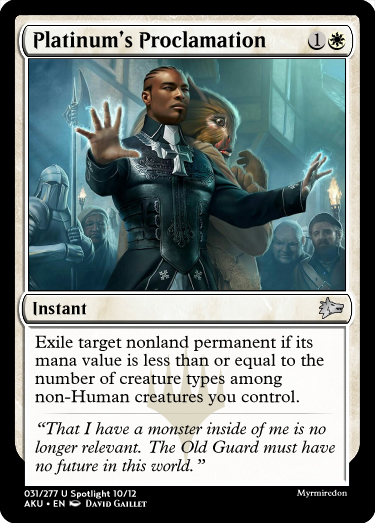 Platinum's Proclamation 1
Instant
Exile target nonland permanent if its
mana value is less than or equal to the
number of creature types among
non-Human creatures you control.
“That I have a monster inside of me is no
longer relevant. The Old Guard must have
no future in this world.”
031/277 U Spotlight 10/12
AKU • EN DAVID GAILLET
Myrmiredon